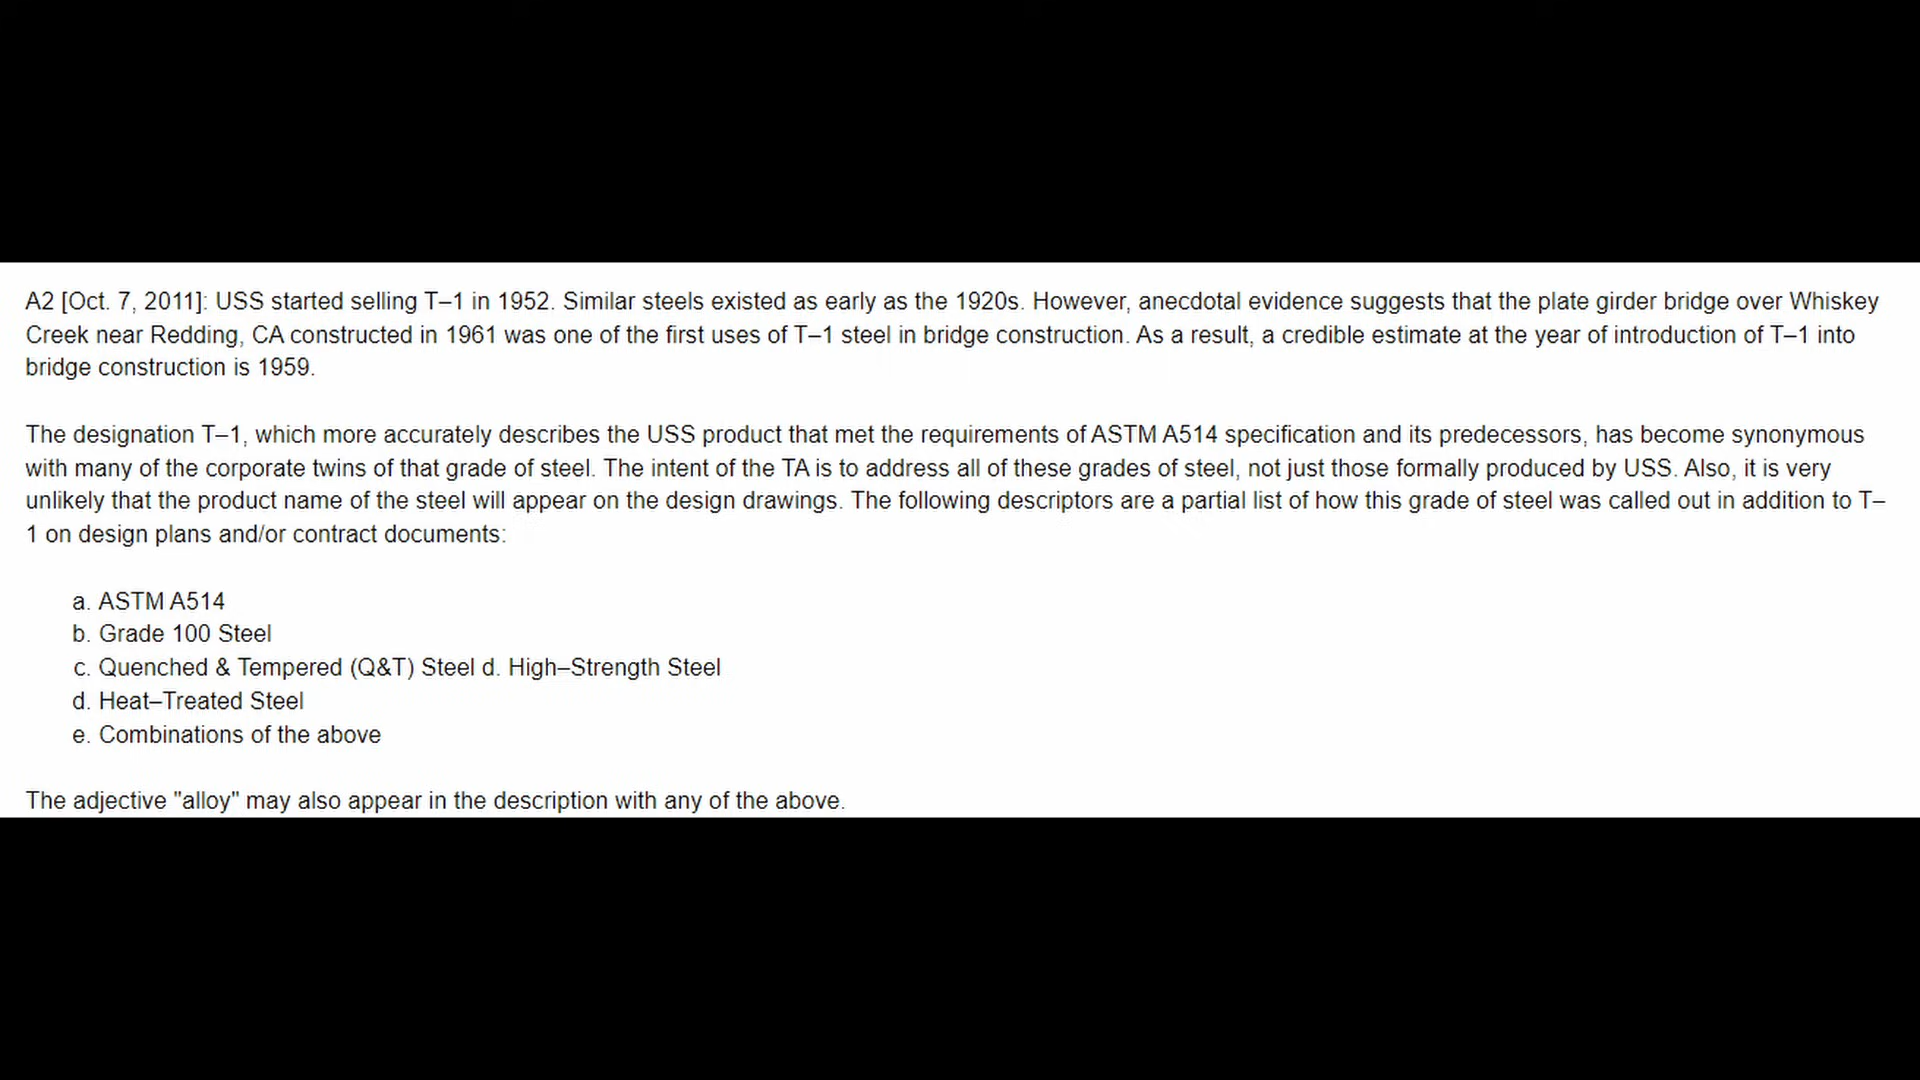 A2 [Oct. 7, 2011]: USS started selling T–1 in 1952. Similar steels existed as early as the 1920s. However, anecdotal evidence suggests that the plate girder bridge over Whiskey
Creek near Redding, CA constructed in 1961 was one of the first uses of T–1 steel in bridge construction. As a result, a credible estimate at the year of introduction of T–1 into
bridge construction is 1959.
The designation T–1, which more accurately describes the USS product that met the requirements of ASTM A514 specification and its predecessors, has become synonymous
with many of the corporate twins of that grade of steel. The intent of the TA is to address all of these grades of steel, not just those formally produced by USS. Also, it is very
unlikely that the product name of the steel will appear on the design drawings. The following descriptors are a partial list of how this grade of steel was called out in addition to T–
1 on design plans and/or contract documents:
a. ASTM A514
b. Grade 100 Steel
c. Quenched & Tempered (Q&T) Steel d. High–Strength Steel
d. Heat–Treated Steel
e. Combinations of the above
The adjective "alloy" may also appear in the description with any of the above.